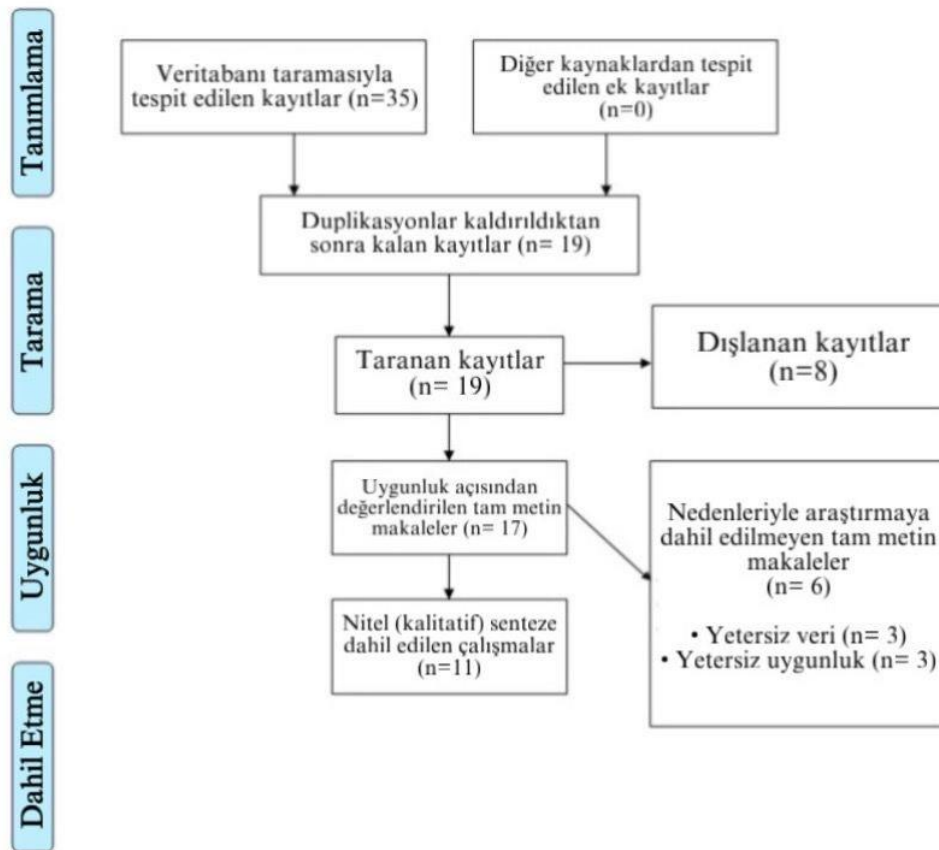 Tanımlama
Veritabanı taramasıyla
tespit edilen kayıtlar (n=35)
Diğer kaynaklardan tespit
edilen ek kayıtlar
(n=0)
Duplikasyonlar kaldırıldıktan
sonra kalan kayıtlar (n= 19)
Tarama
Taranan kayıtlar
(n= 19)
Dışlanan kayıtlar
(n=8)
Uygunluk
Uygunluk açısından
değerlendirilen tam metin
makaleler (n= 17)
Nedenleriyle araştırmaya
dahil edilmeyen tam metin
makaleler
(n= 6)
• Yetersiz veri (n= 3)
• Yetersiz uygunluk (n= 3)
Nitel (kalitatif) senteze
dahil edilen çalışmalar
(n=11)
Dahil Etme